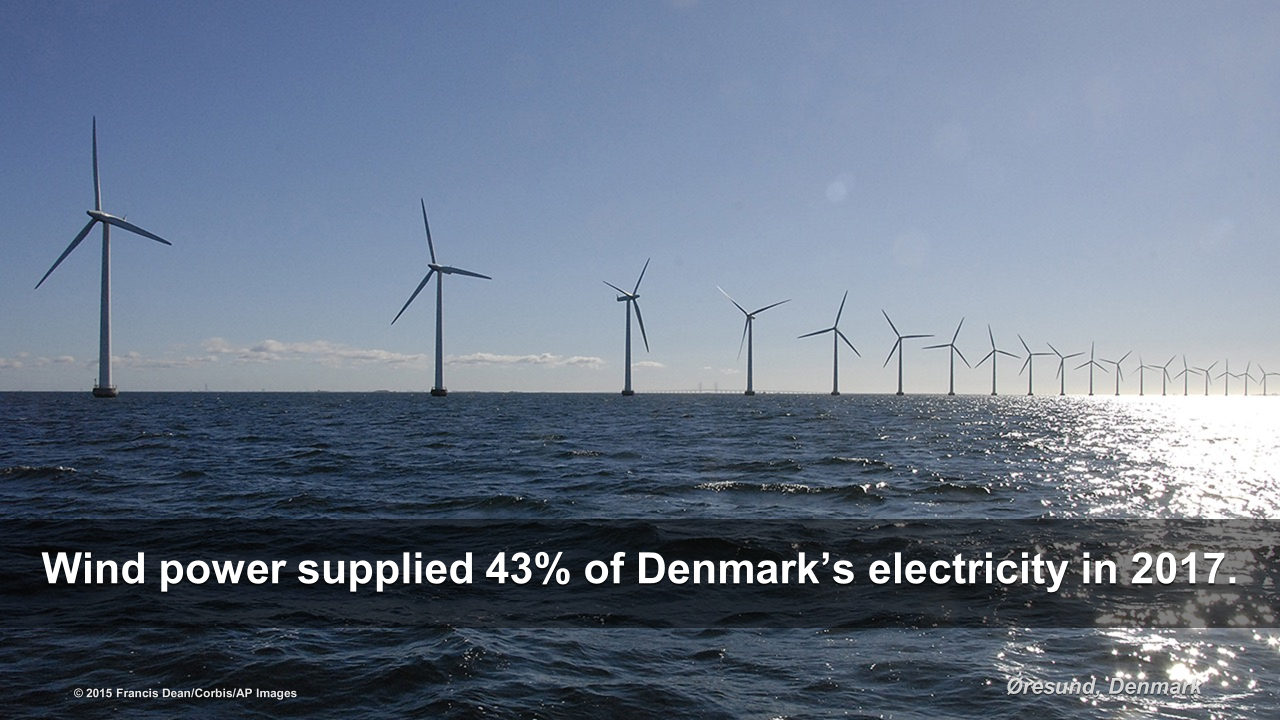 Wind power supplied 43% of Denmark’s electricity in 2017.
© 2015 Francis Dean/Corbis/AP Images
Øresund, Denmark